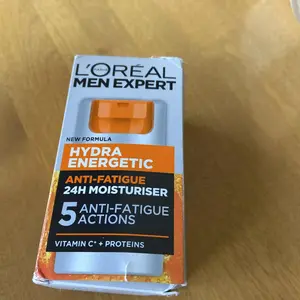 L'ORÉAL
MEN EXPERT
NEW FORMULA
HYDRA
ENERGETIC
ANTI-FATIGUE
24H MOISTURISER
5 ANTI-FATIGUE
ACTIONS
VITAMIN C* + PROTEINS